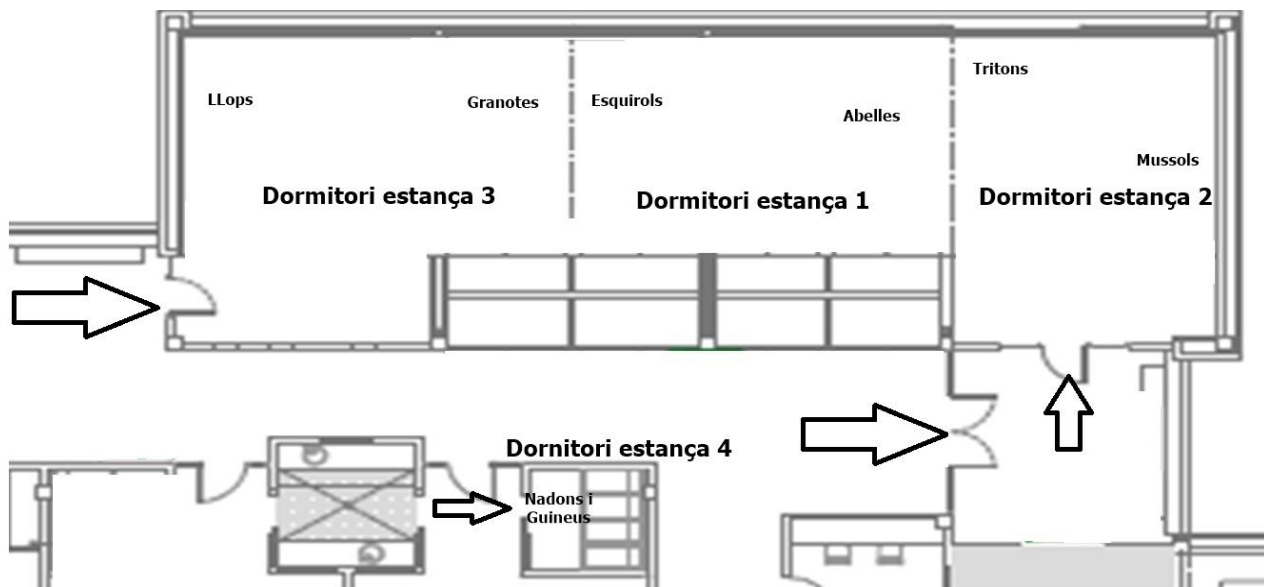 Tritons
LLops
Granotes
Esquirols
Abelles
Mussols
Dormitori estança 3
Dormitori estança 1
Dormitori estança 2
Dornitori estança 4
Nadons i
Guineus